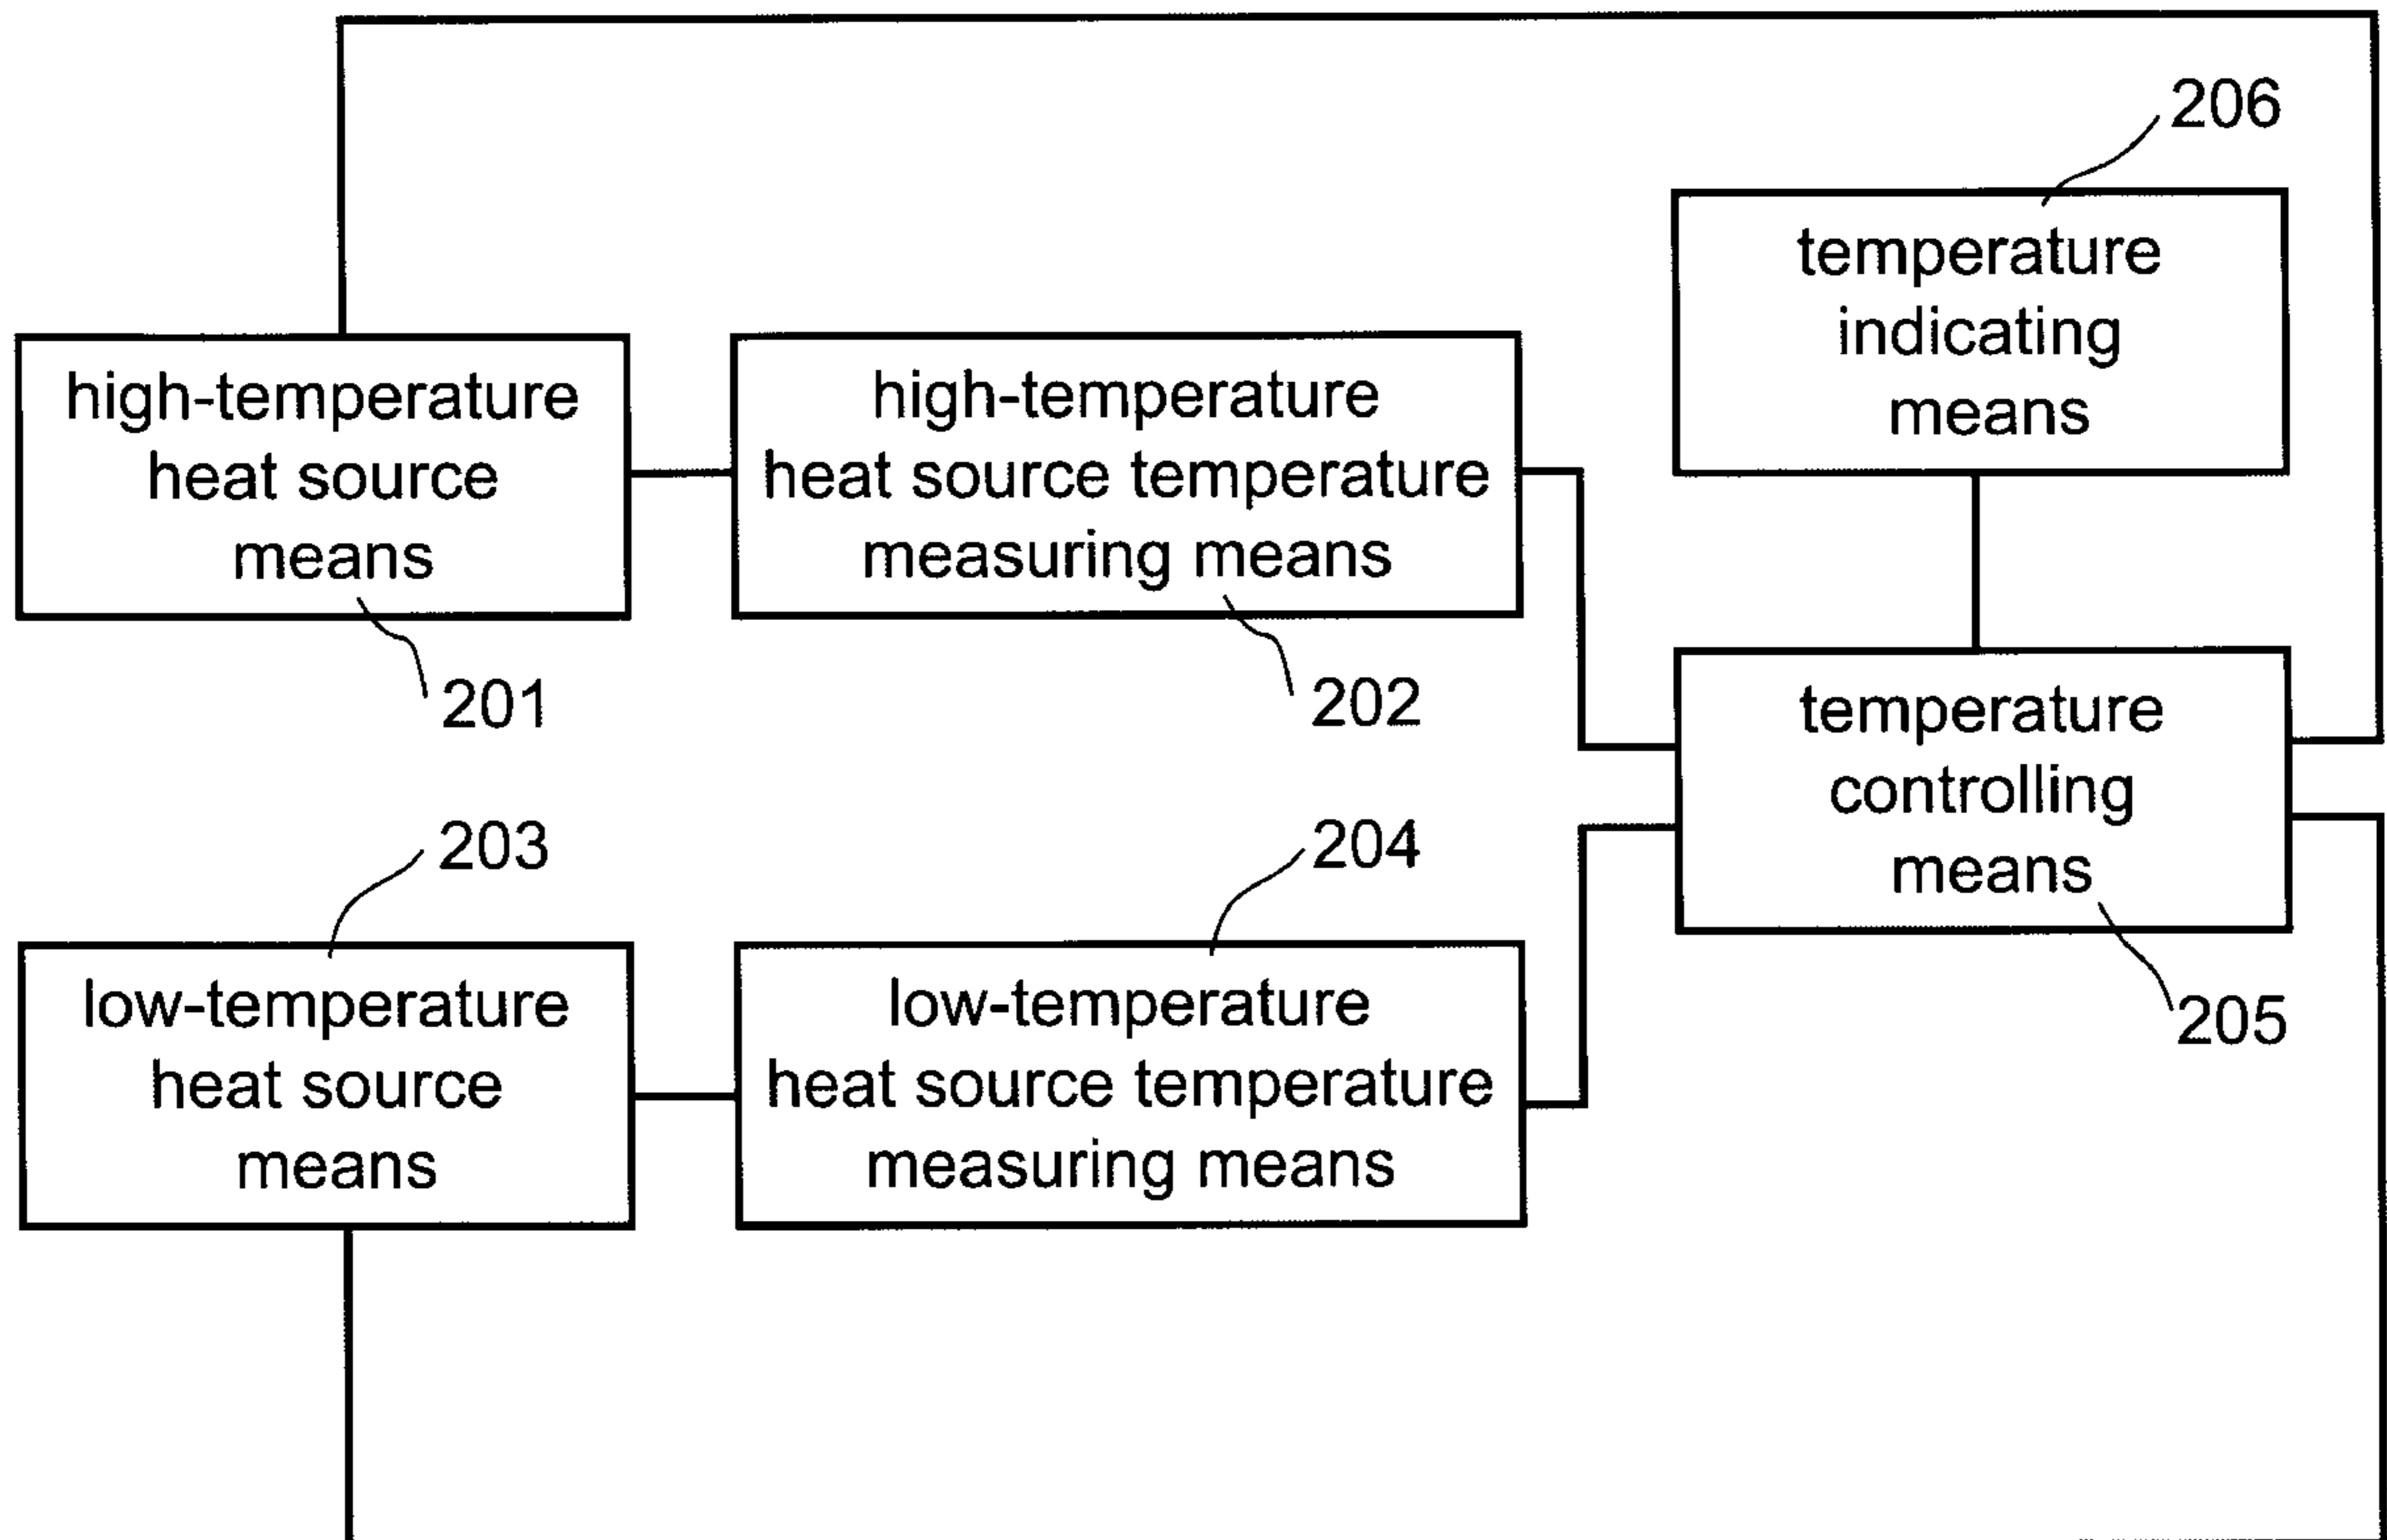 206
temperature
indicating
means
high-temperature
heat source
means
201
high-temperature
heat source temperature
measuring means
202
temperature
controlling
means
205
203
low-temperature
heat source
means
204
low-temperature
heat source temperature
measuring means